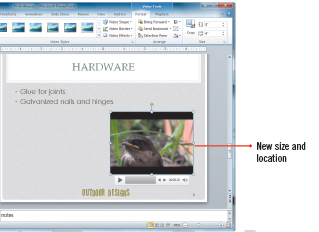 Video Tools
Animations
Slide Show
Review
View
Add-Ins
Format
Playback
Video Shape
Video Border
Video Effects
Bring Forward
Send Backward
Selection Pane
Crop
Video Styles
Arrange
Size
HARDWARE
• Glue for joints
• Galvanized nails and hinges
New size and
location
OUTDOOR DESIGNS
notes